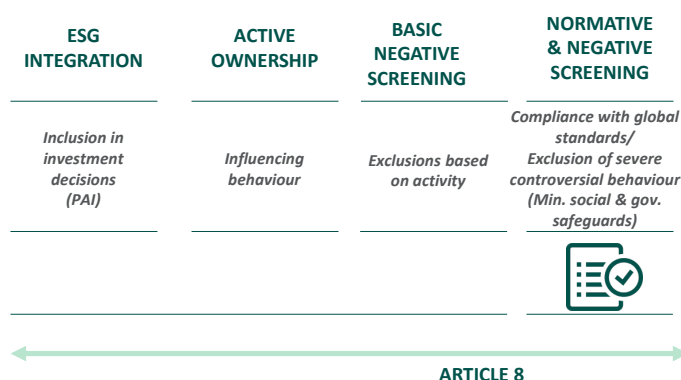 ESG
INTEGRATION
ACTIVE
OWNERSHIP
BASIC
NEGATIVE
SCREENING
NORMATIVE
& NEGATIVE
SCREENING
Inclusion in
investment
decisions
(PAI)
Influencing
behaviour
Exclusions based
on activity
Compliance with global
standards/
Exclusion of severe
controversial behaviour
(Min. social & gov.
safeguards)
ARTICLE 8